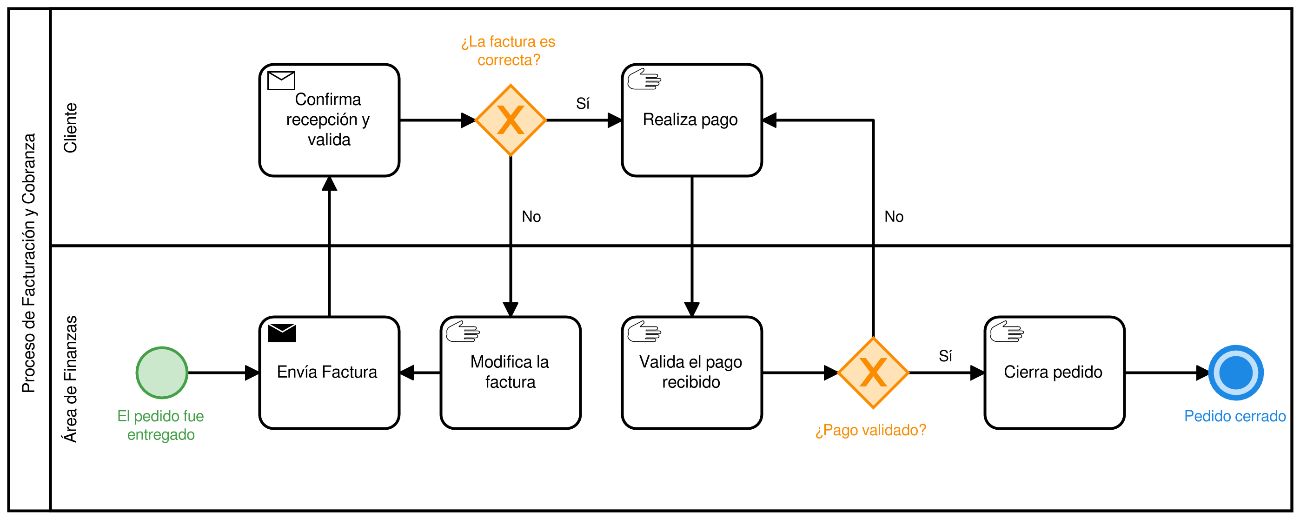 Proceso de Facturación y Cobranza
Cliente
¿La factura es
correcta?
Confirma
recepción y
valida
Sí
Realiza pago
No
No
Área de Finanzas
El pedido fue
entregado
Envía Factura
Modifica la
factura
Valida el pago
recibido
¿Pago validado?
Sí
Cierra pedido
Pedido cerrado